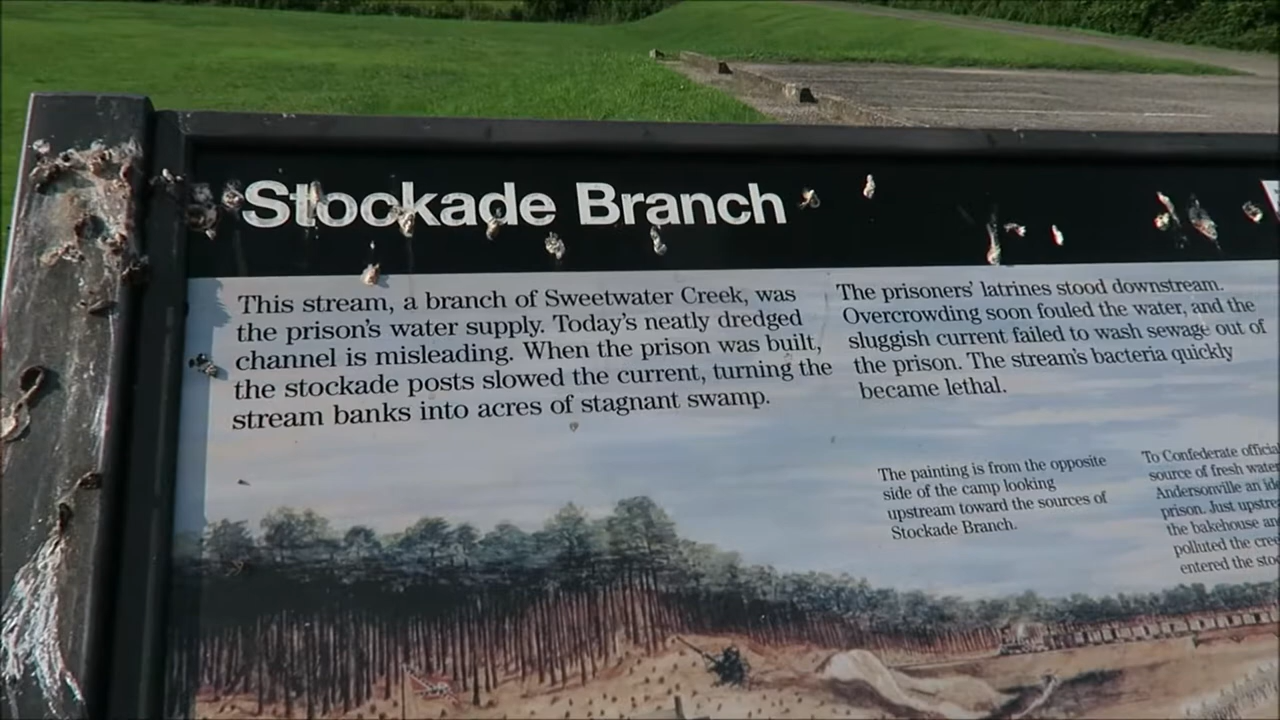 Stockade Branch
This stream, a branch of Sweetwater Creek, was
the prison's water supply. Today's neatly dredged
channel is misleading. When the prison was built,
the stockade posts slowed the current, turning the
stream banks into acres of stagnant swamp.
The prisoners' latrines stood downstream.
Overcrowding soon fouled the water, and the
sluggish current failed to wash sewage out of
the prison. The stream's bacteria quickly
became lethal.
The painting is from the opposite
side of the camp looking
upstream toward the sources of
Stockade Branch.
To Confederate
source of fresh
Andersonville an
prison. Just
the bakehouse
polluted the
entered the